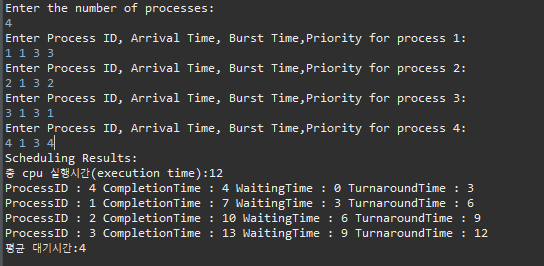 Enter the number of processes:
4
Enter Process ID, Arrival Time, Burst Time,Priority for process 1:
1 1 3 3
Enter Process ID, Arrival Time, Burst Time,Priority for process 2:
2 1 3 2
Enter Process ID, Arrival Time, Burst Time,Priority for process 3:
3 1 3 1
Enter Process ID, Arrival Time, Burst Time,Priority for process 4:
4 1 3 4
Scheduling Results:
총 cpu 실행시간(execution time):12
ProcessID : 4 CompletionTime : 4 WaitingTime : 0 TurnaroundTime : 3
ProcessID : 1 CompletionTime : 7 WaitingTime : 3 TurnaroundTime : 6
ProcessID : 2 CompletionTime : 10 WaitingTime : 6 TurnaroundTime : 9
ProcessID : 3 CompletionTime : 13 WaitingTime : 9 TurnaroundTime : 12
평균 대기시간:4